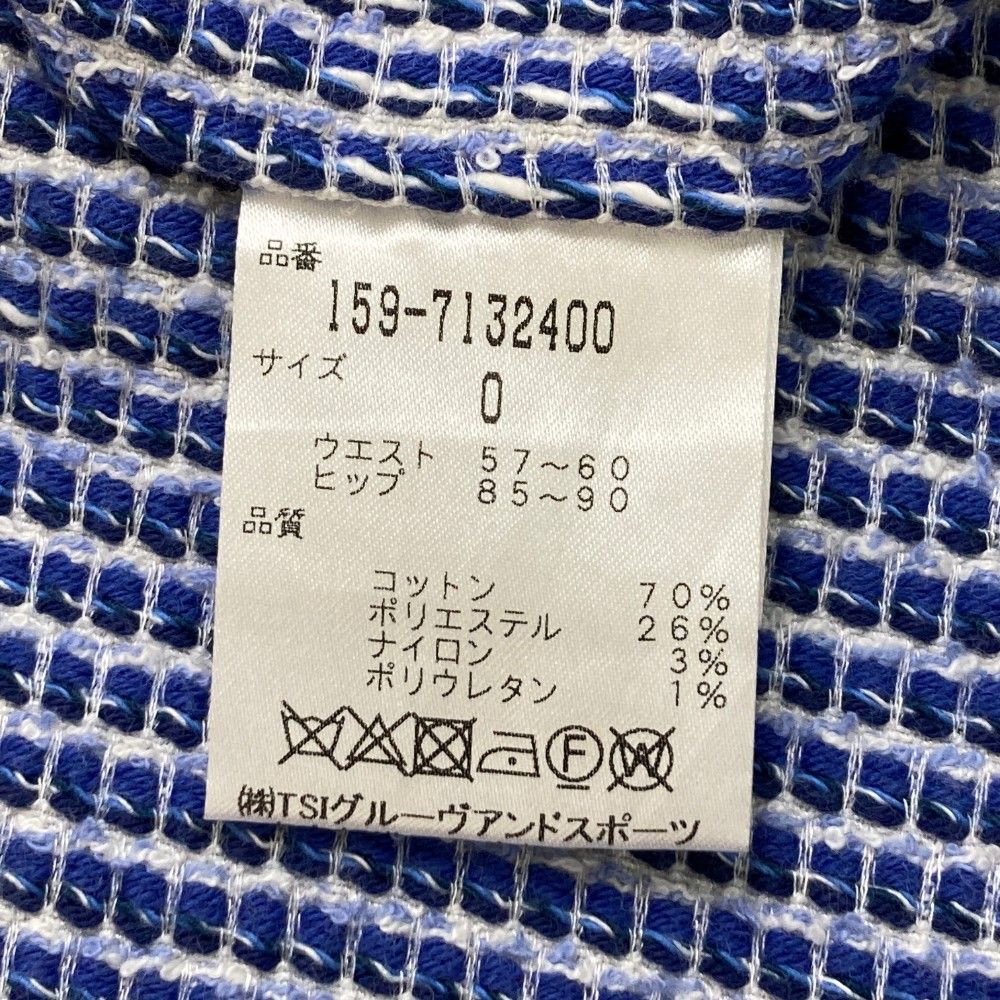 品番
159-7132400
サイズ
0
ウエスト 57~60
ヒップ 85~90
品質
コットン 70%
ポリエステル 26%
ナイロン 3%
ポリウレタン 1%
F W
㈱TSIグルーヴアンドスポーツ